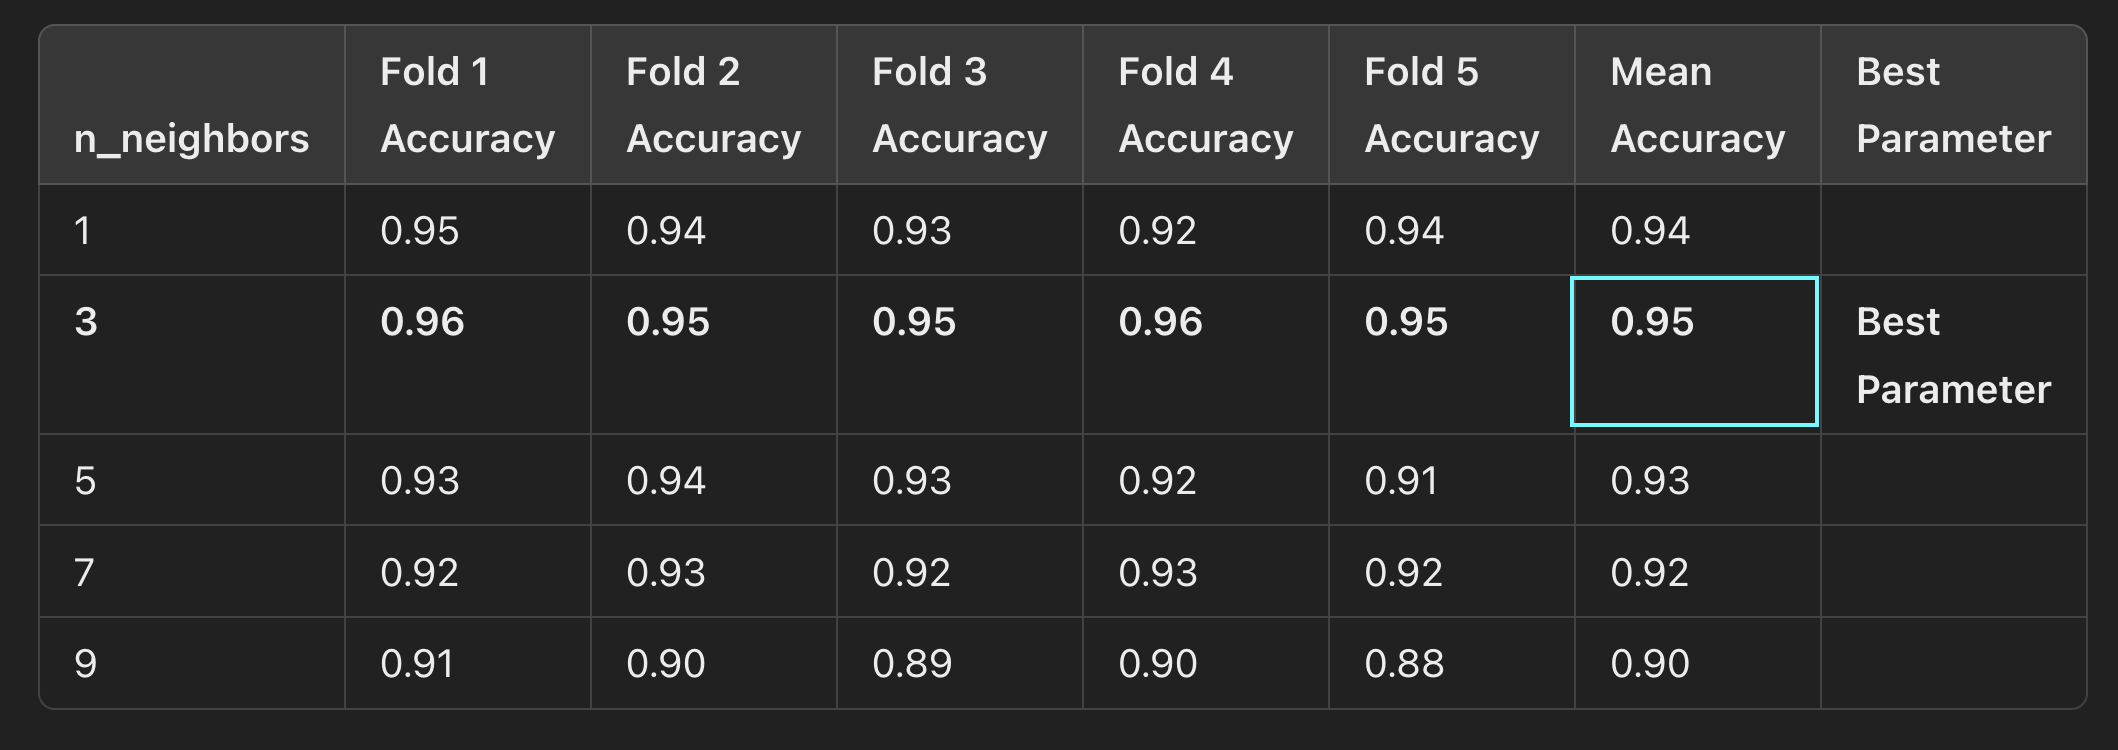 n_neighbors Fold 1 Accuracy Fold 2 Accuracy Fold 3 Accuracy Fold 4 Accuracy Fold 5 Accuracy Mean Accuracy Best Parameter
1 0.95 0.94 0.93 0.92 0.94 0.94
3 0.96 0.95 0.95 0.96 0.95 0.95 Best Parameter
5 0.93 0.94 0.93 0.92 0.91 0.93
7 0.92 0.93 0.92 0.93 0.92 0.92
9 0.91 0.90 0.89 0.90 0.88 0.90